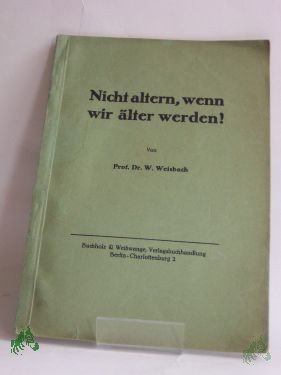 Nicht altern, wenn
wir älter werden!
Von
Prof. Dr. W. Weisbach
Buchholz & Weißwange, Verlagsbuchhandlung
Berlin-Charlottenburg 2